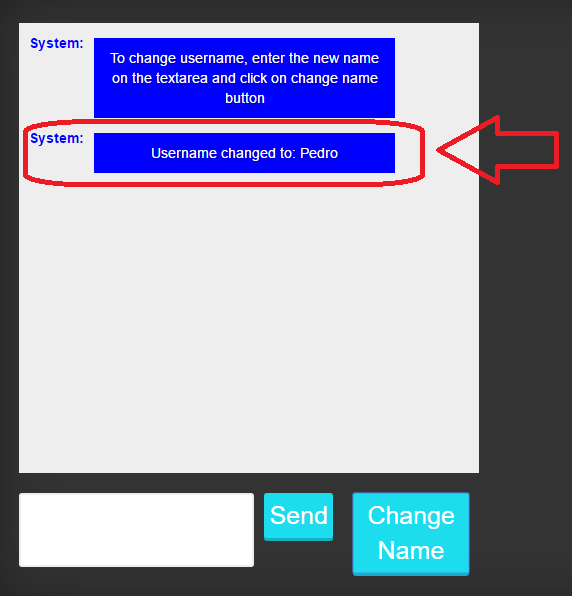 System:
To change username, enter the new name
on the textarea and click on change name
button
System:
Username changed to: Pedro
Send
Change
Name